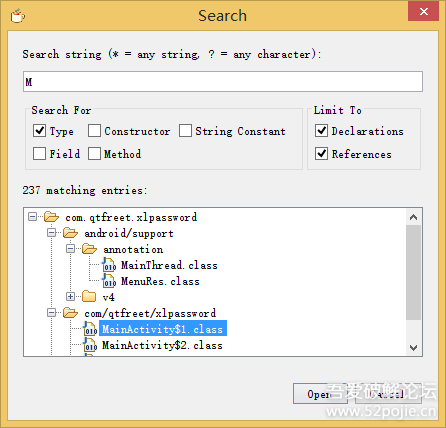 Search
Search string (* = any string, ? = any character):
M
Search For
Limit To
Type
Constructor
String Constant
Declarations
Field
Method
References
237 matching entries:
com.qtfreet.xlpassword
android/support
annotation
MainThread.class
MenuRes.class
v4
com/qtfreet/xlpassword
MainActivity$1.class
MainActivity$2.class
Open
Cancel
吾爱破解论坛
www.52pojie.cn